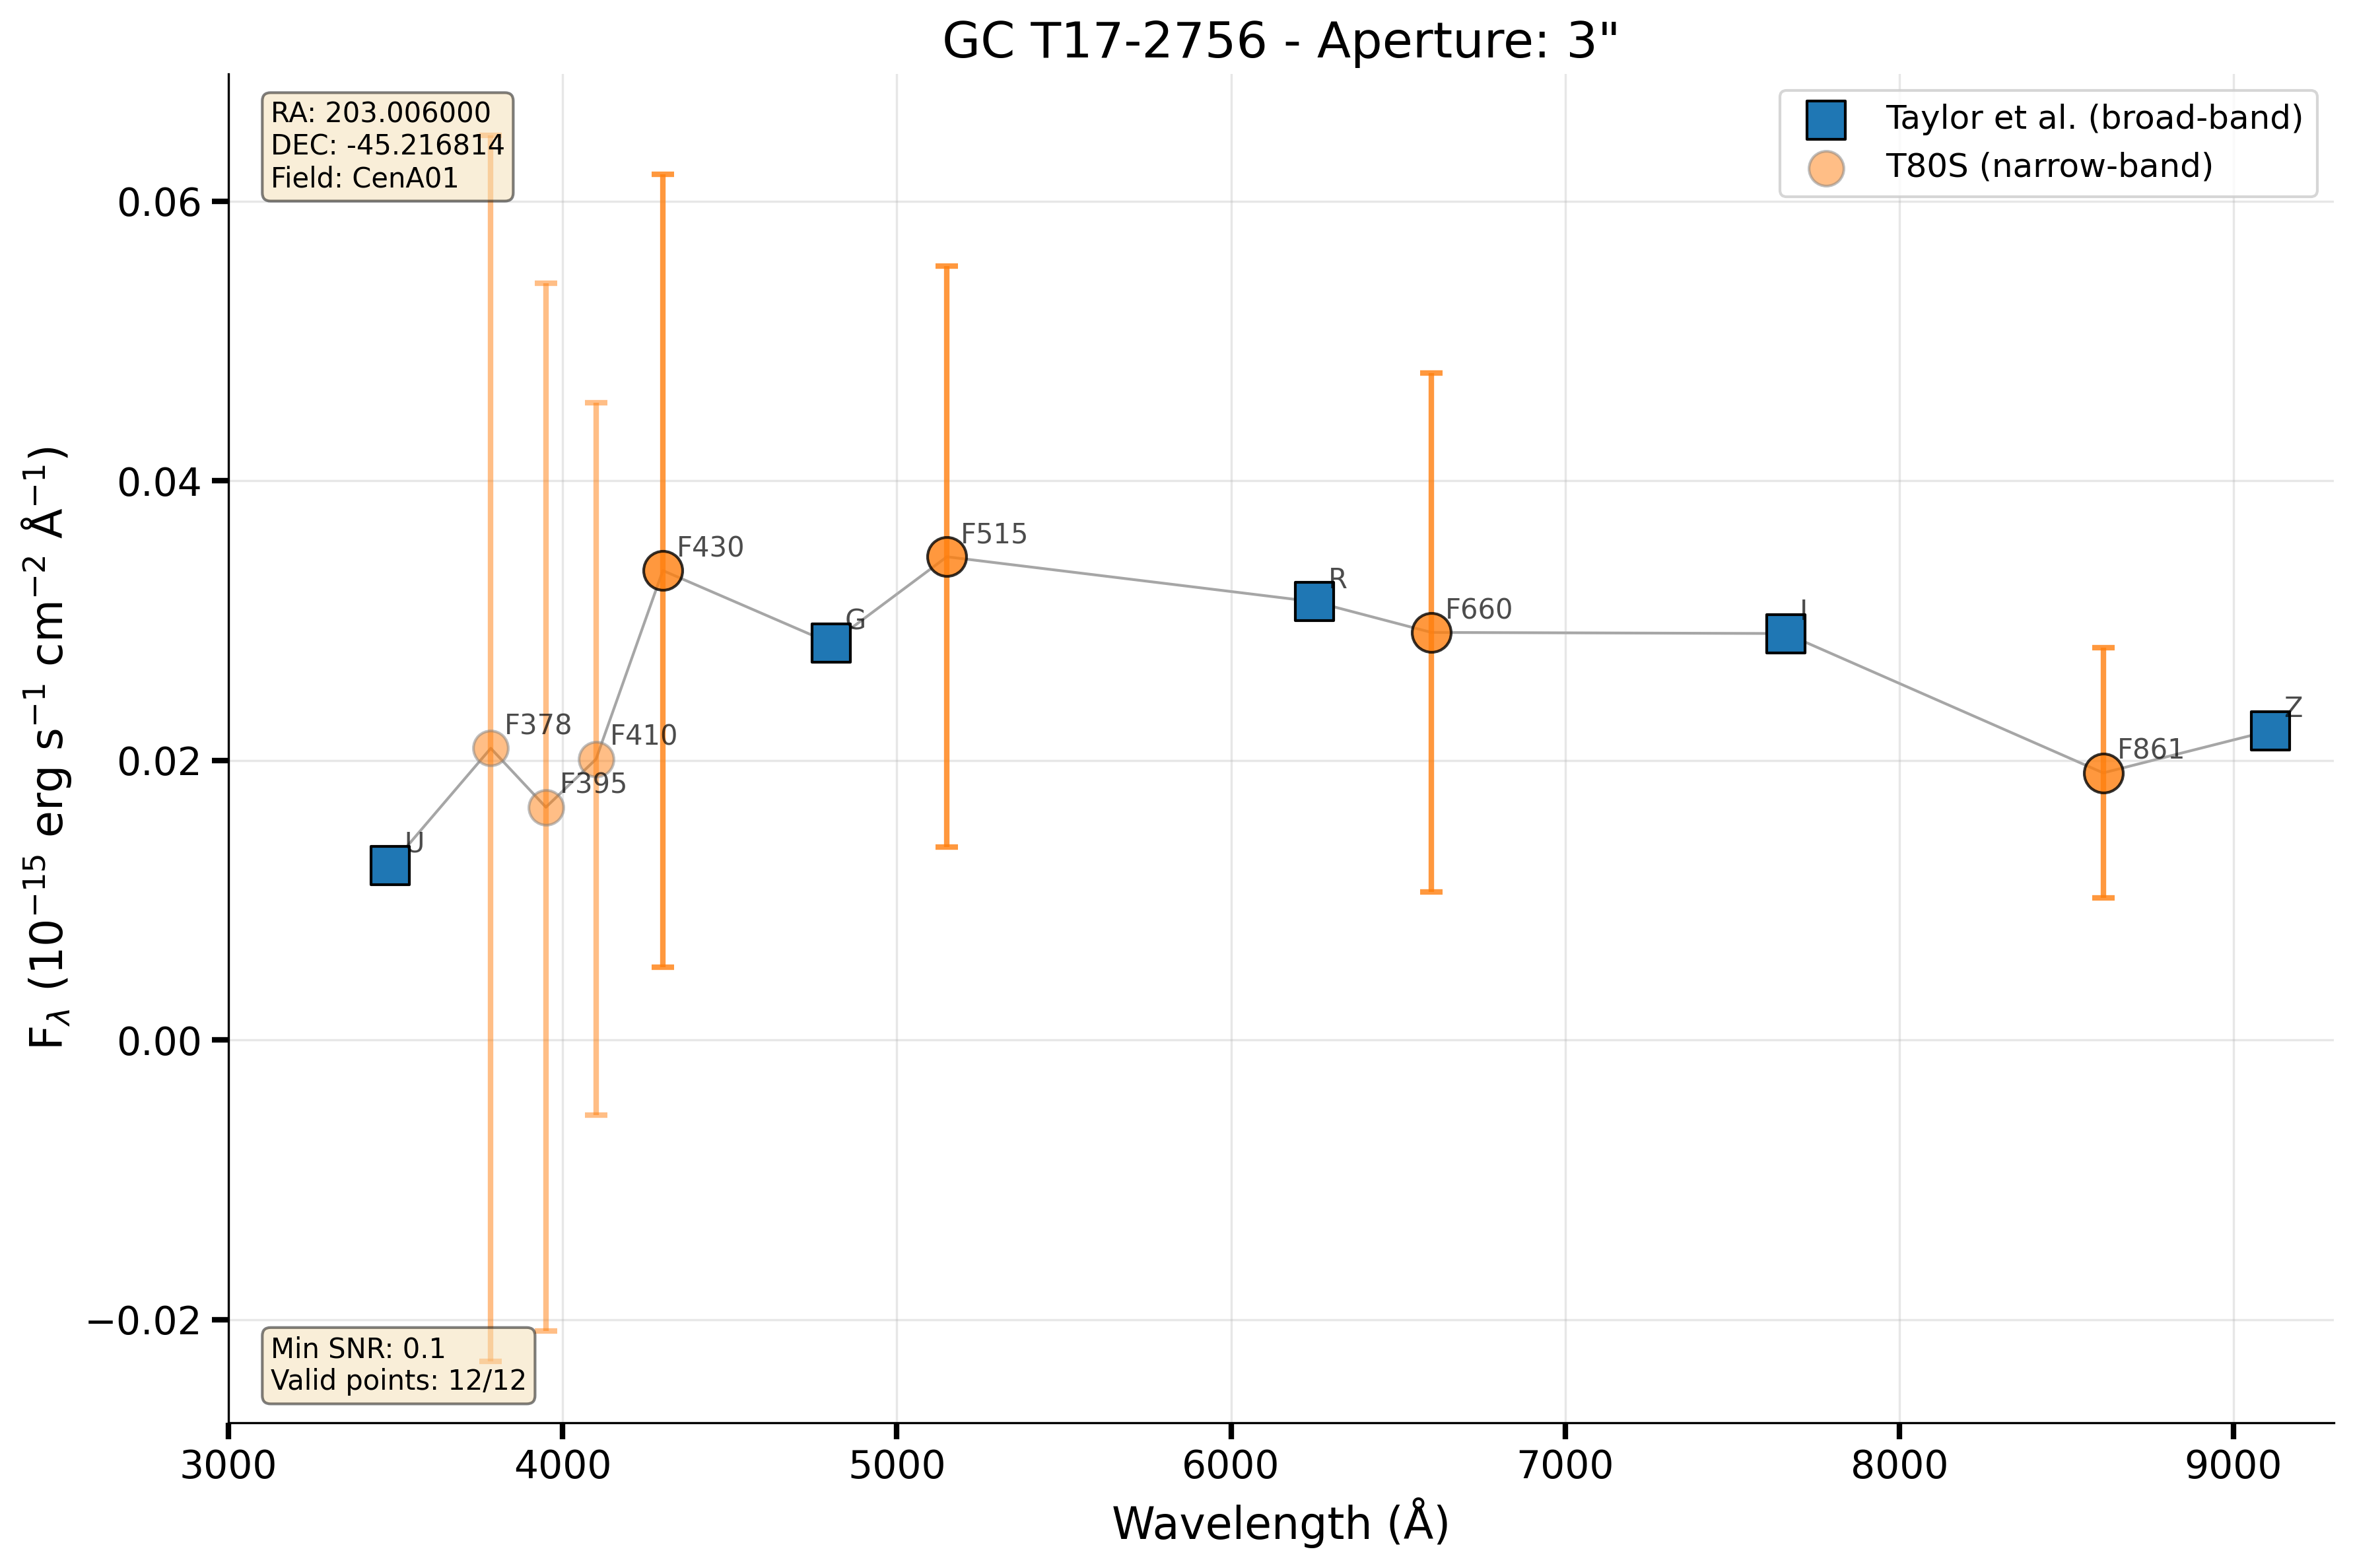 GC T17-2756 - Aperture: 3"
RA: 203.006000
DEC: -45.216814
Field: CenA01
Taylor et al. (broad-band)
T80S (narrow-band)
F$_λ$ (10$^{−15}$ erg s$^{−1}$ cm$^{−2}$ Å$^{−1}$)
0.06
0.04
0.02
0.00
−0.02
U
F378
F395
F410
F430
G
F515
R
F660
I
F861
Z
Min SNR: 0.1
Valid points: 12/12
3000 4000 5000 6000 7000 8000 9000
Wavelength (Å)